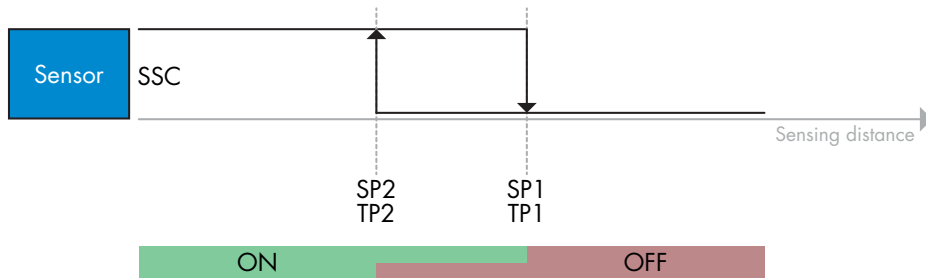 Sensor
SSC
Sensing distance
SP2
TP2
SP1
TP1
ON
OFF